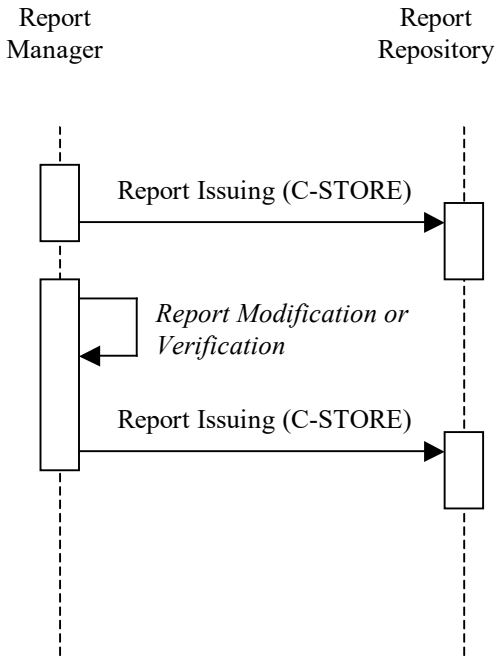 Report
Manager
Report
Repository
Report Issuing (C-STORE)
Report Modification or
Verification
Report Issuing (C-STORE)